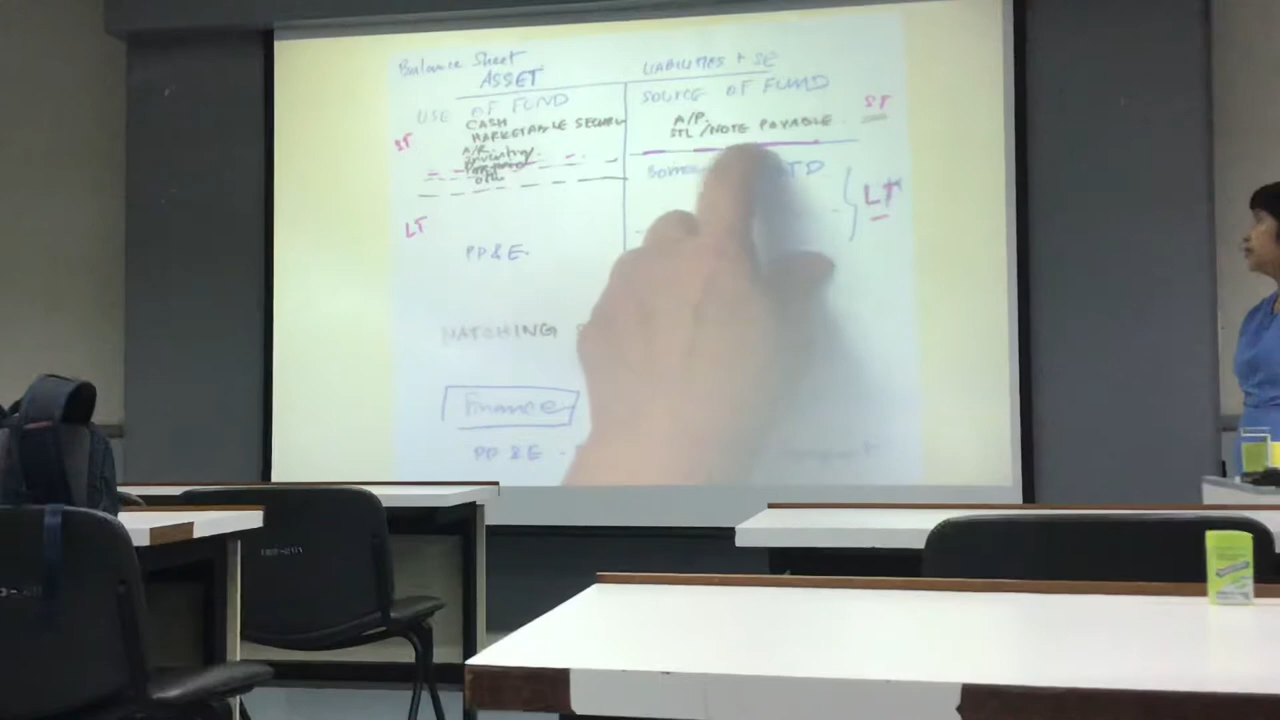 Balance Sheet
ASSET
LIABILITIES + SE
USE OF FUND
SOURCE OF FUND
CASH
MARKETABLE SECURI
A/R
Inventory
Other
ST
A/P.
STL /NOTE PAYABLE
ST
LTD
LT
LT
PP&E.
MATCHING
Finance
PP & E